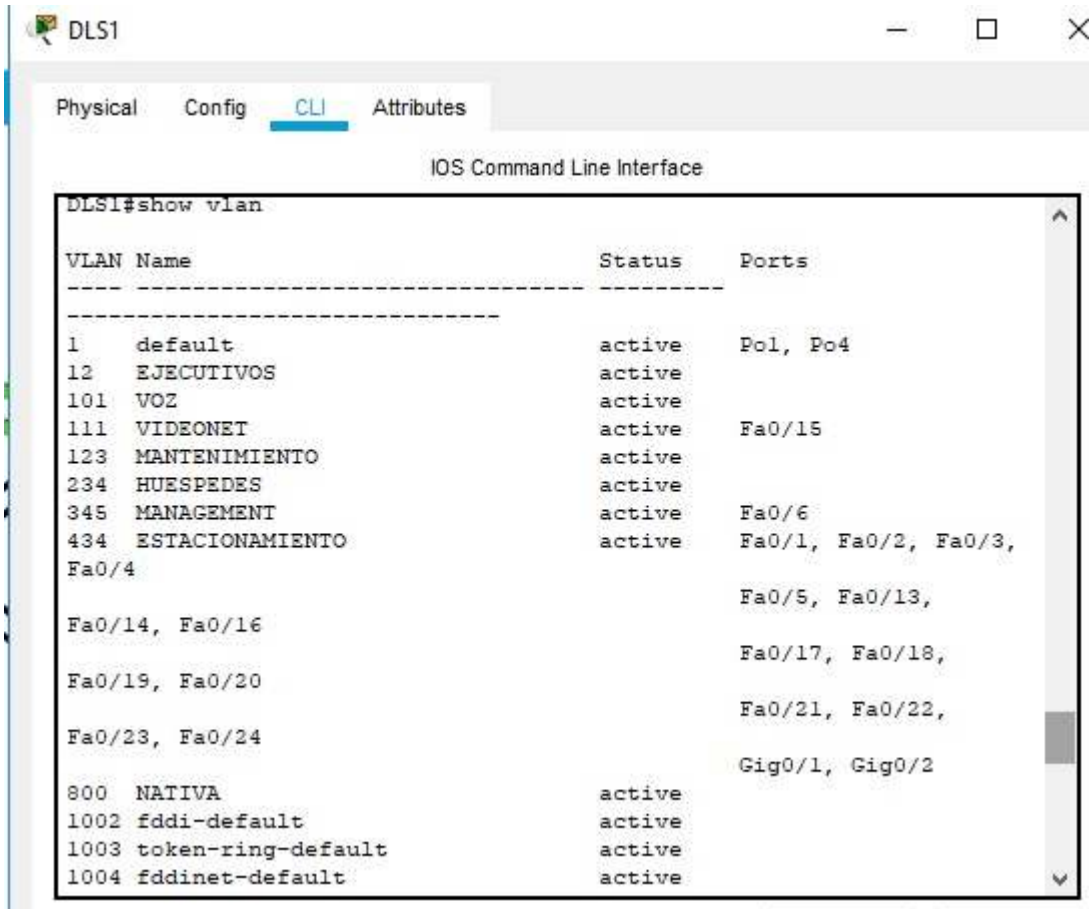 DLS1
Physical Config CLI Attributes
IOS Command Line Interface
DLS1#show vlan
VLAN Name                             Status    Ports
---- -------------------------------- ---------
-------------------------------
1    default                          active    Po1, Po4
12   EJECUTIVOS                       active
101  VOZ                              active
111  VIDEONET                         active    Fa0/15
123  MANTENIMIENTO                    active
234  HUESPEDES                        active
345  MANAGEMENT                       active    Fa0/6
434  ESTACIONAMIENTO                  active    Fa0/1, Fa0/2, Fa0/3,
Fa0/4
                                                Fa0/5, Fa0/13,
Fa0/14, Fa0/16
                                                Fa0/17, Fa0/18,
Fa0/19, Fa0/20
                                                Fa0/21, Fa0/22,
Fa0/23, Fa0/24
                                                Gig0/1, Gig0/2
800  NATIVA                           active
1002 fddi-default                     active
1003 token-ring-default               active
1004 fddinet-default                  active